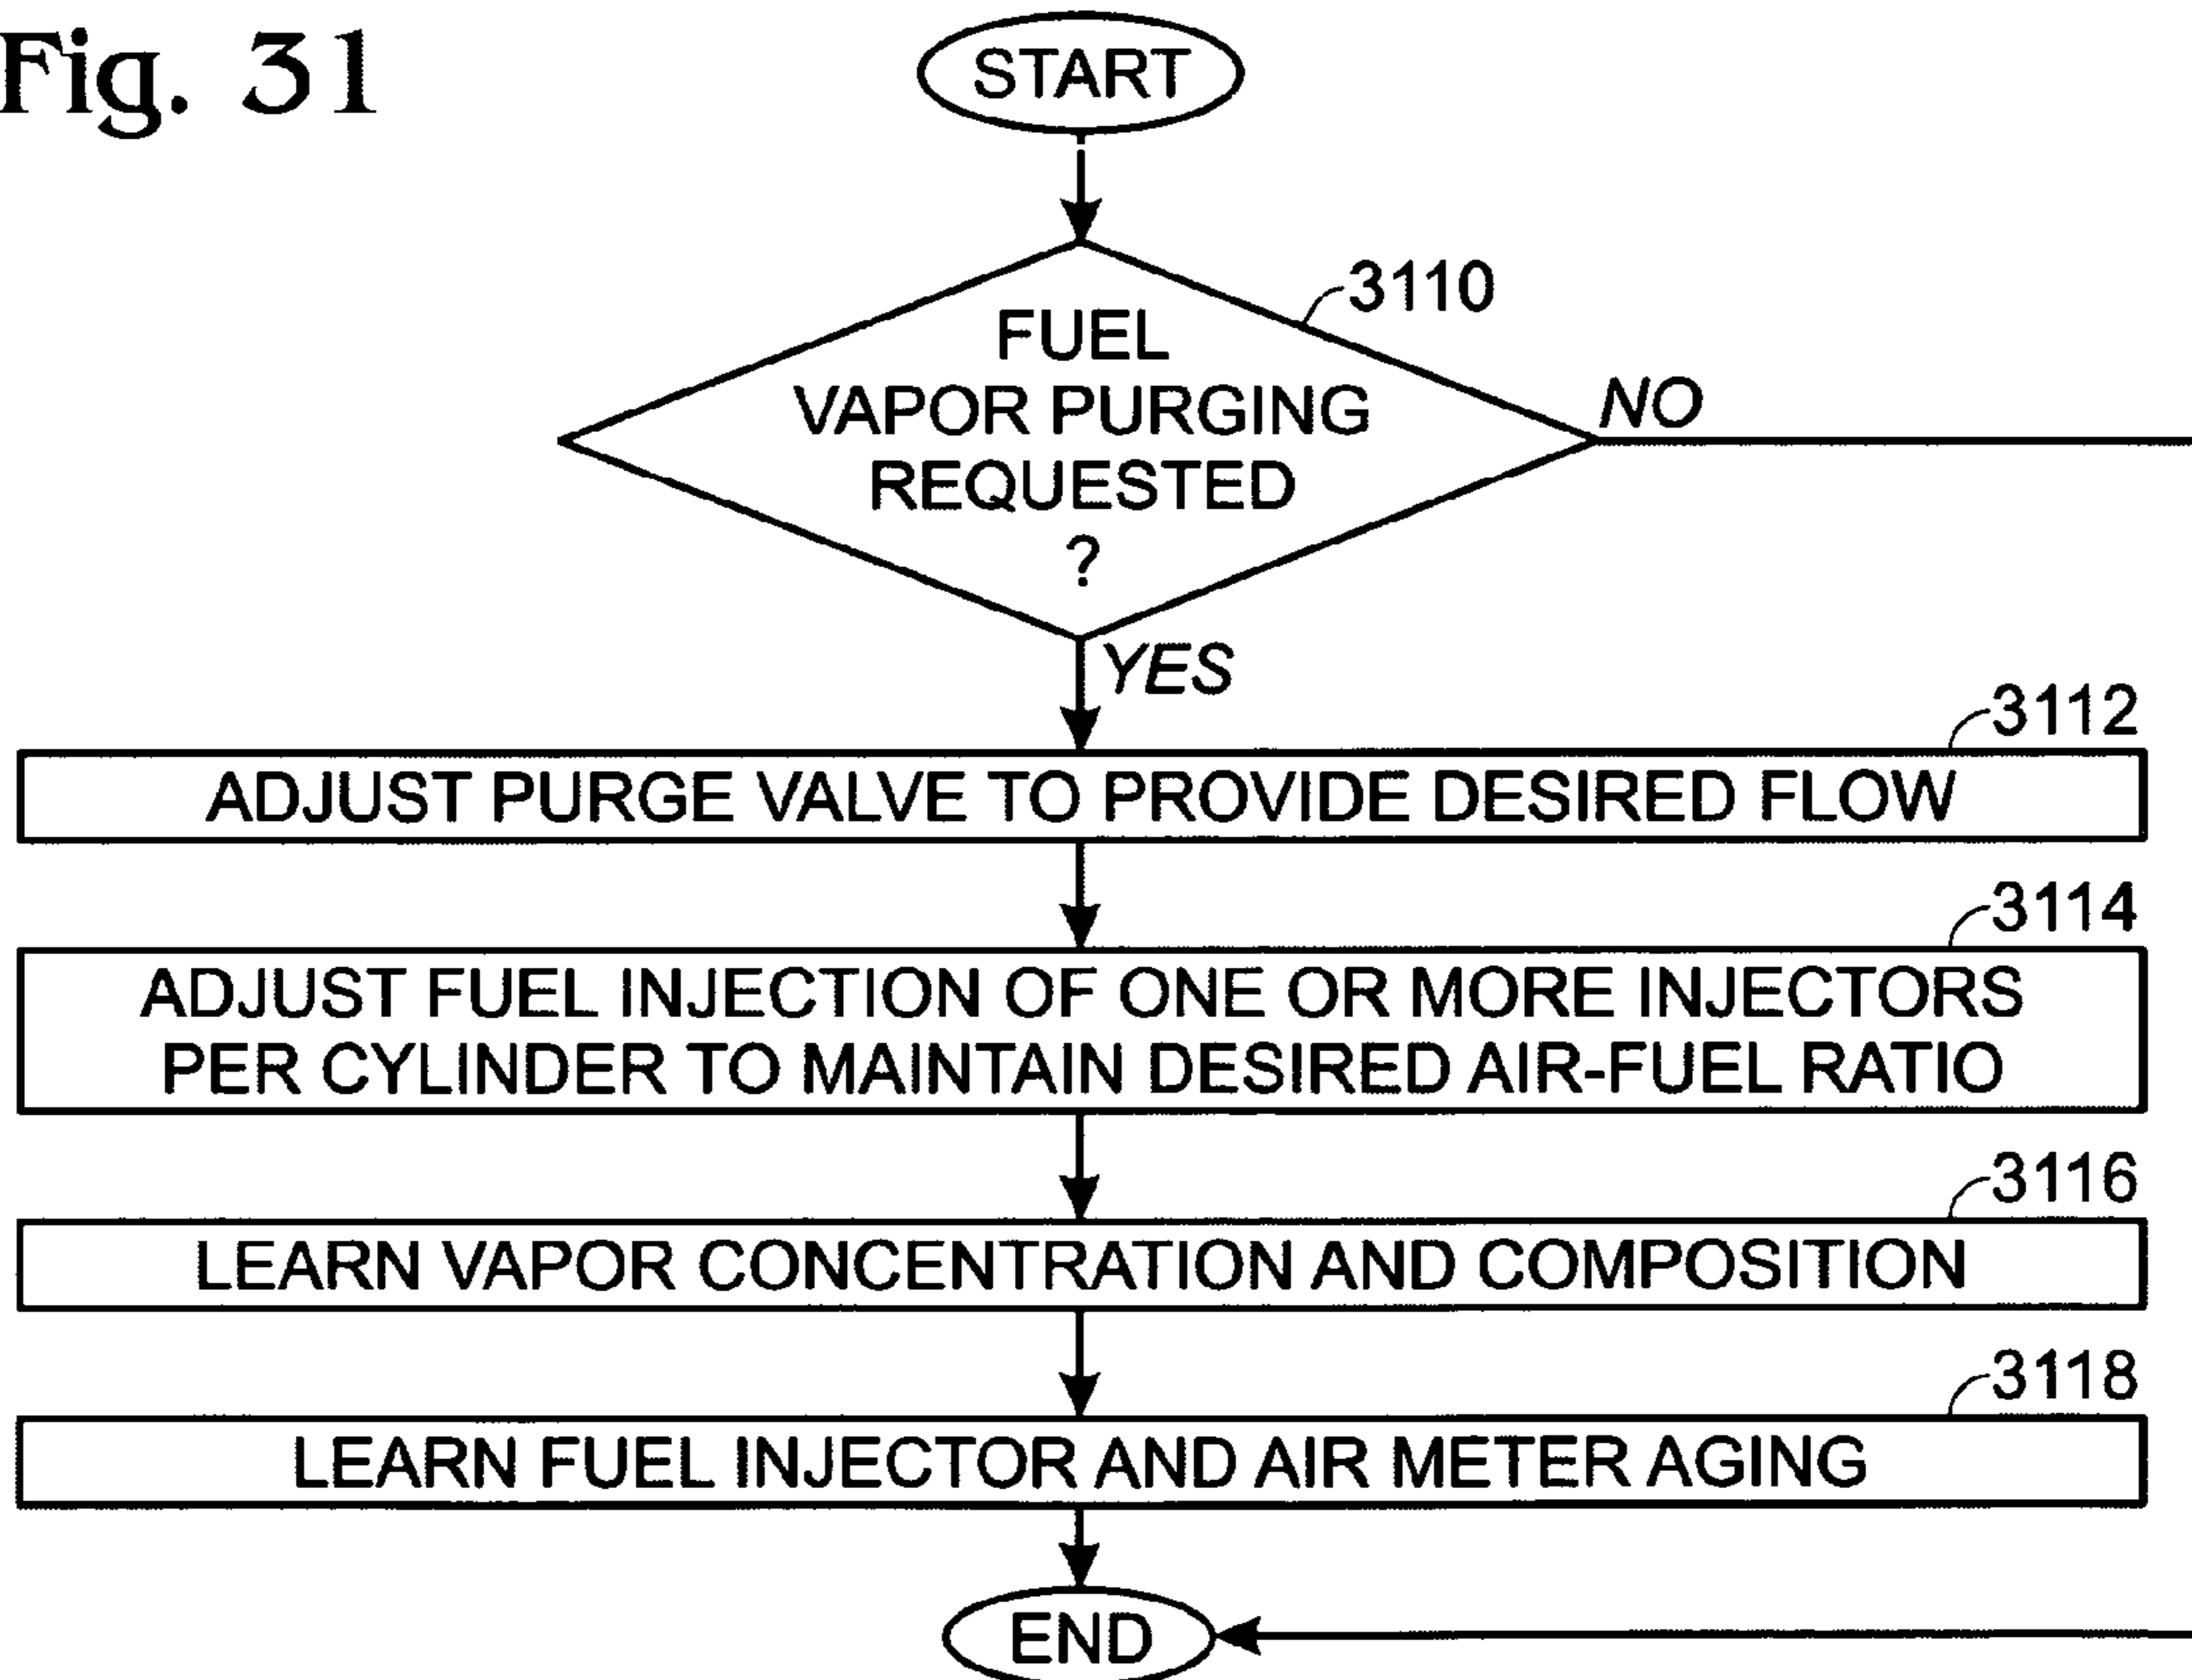 Fig. 31
START
3110
FUEL
VAPOR PURGING
REQUESTED
?
NO
YES
3112
ADJUST PURGE VALVE TO PROVIDE DESIRED FLOW
3114
ADJUST FUEL INJECTION OF ONE OR MORE INJECTORS
PER CYLINDER TO MAINTAIN DESIRED AIR-FUEL RATIO
3116
LEARN VAPOR CONCENTRATION AND COMPOSITION
3118
LEARN FUEL INJECTOR AND AIR METER AGING
END